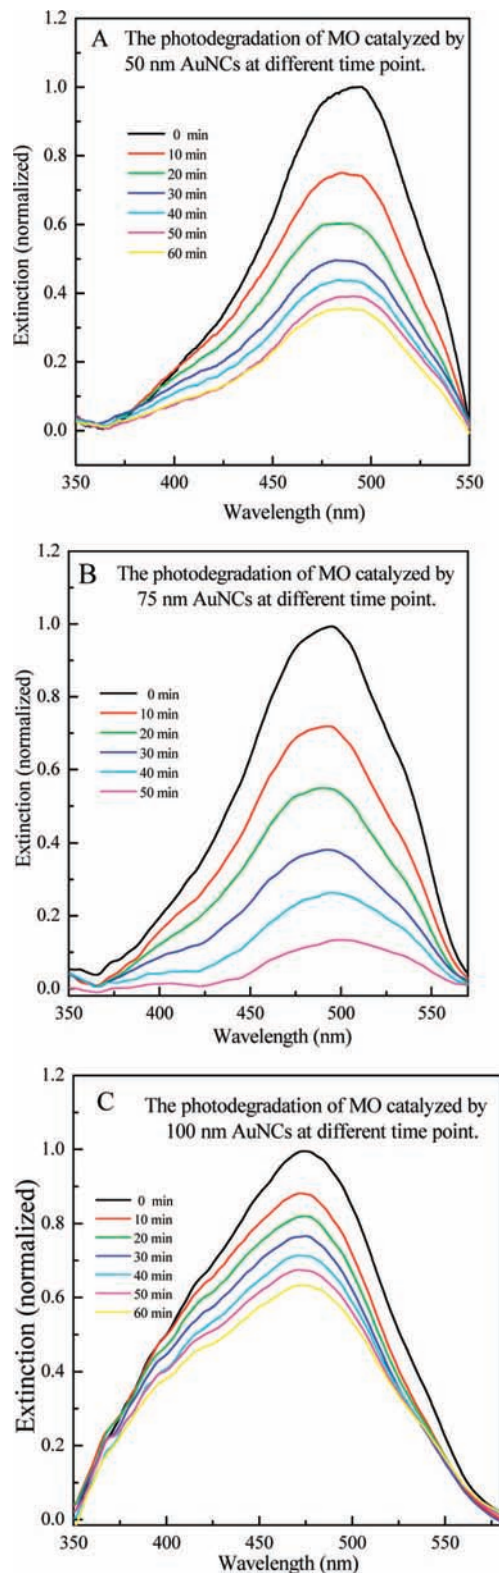 A The photodegradation of MO catalyzed by
50 nm AuNCs at different time point.
1.0
0.8
0.6
0.4
0.2
0.0
Extinction (normalized)
0 min
10 min
20 min
30 min
40 min
50 min
60 min
350 400 450 500 550
Wavelength (nm)
1.2
B The photodegradation of MO catalyzed by
75 nm AuNCs at different time point.
1.0
0.8
0.6
0.4
0.2
0.0
Extinction (normalized)
0 min
10 min
20 min
30 min
40 min
50 min
350 400 450 500 550
Wavelength (nm)
1.2
C The photodegradation of MO catalyzed by
100 nm AuNCs at different time point.
1.0
0.8
0.6
0.4
0.2
0.0
Extinction (normalized)
0 min
10 min
20 min
30 min
40 min
50 min
60 min
350 400 450 500 550
Wavelength (nm)